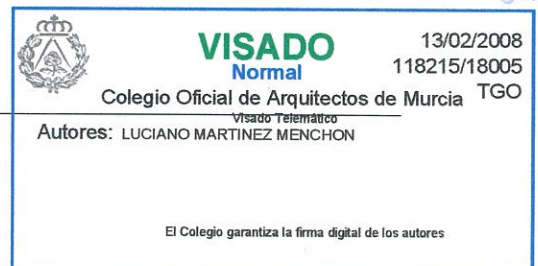 VISADO 13/02/2008
Normal 118215/18005
Colegio Oficial de Arquitectos de Murcia TGO
Visado Telemático
Autores: LUCIANO MARTINEZ MENCHON
El Colegio garantiza la firma digital de los autores